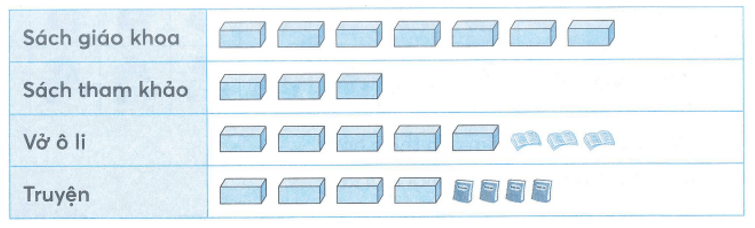 Sách giáo khoa
Sách tham khảo
Vở ô li
Truyện